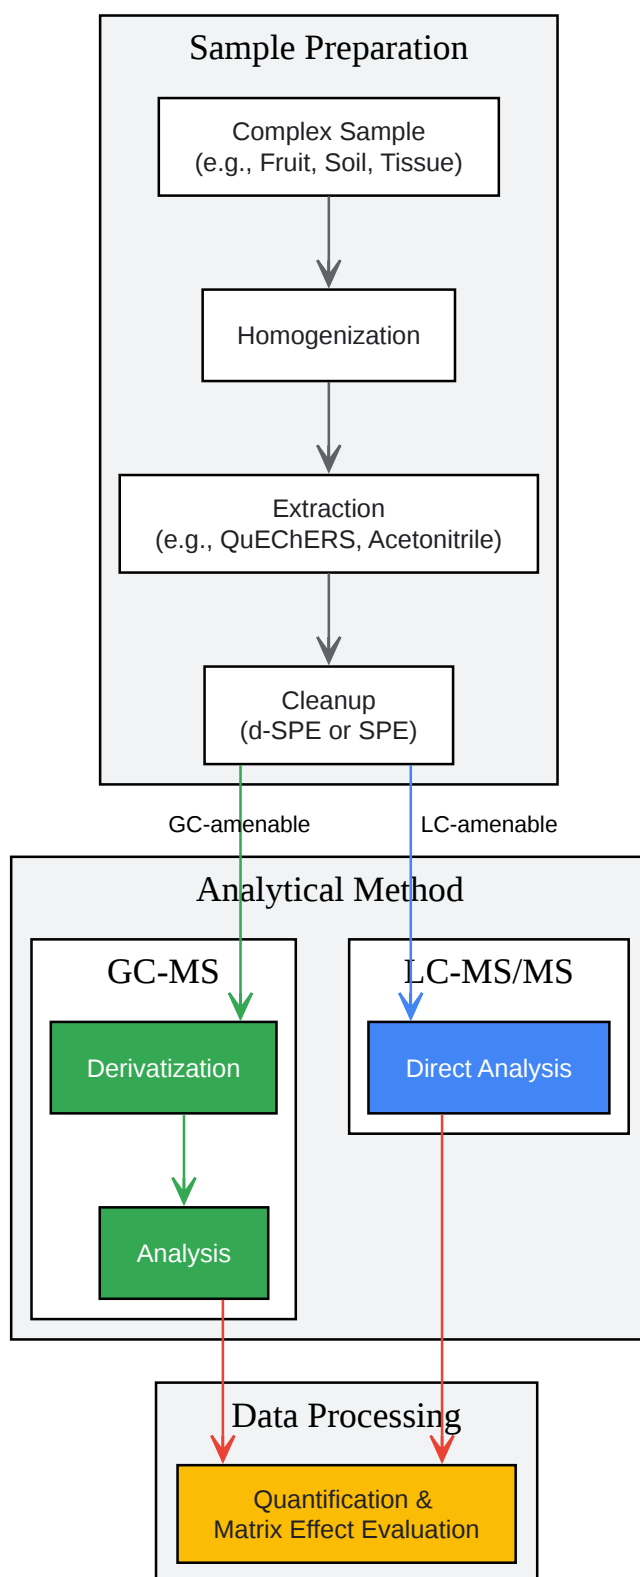 Sample Preparation
Complex Sample
(e.g., Fruit, Soil, Tissue)
Homogenization
Extraction
(e.g., QuEChERS, Acetonitrile)
Cleanup
(d-SPE or SPE)
GC-amenable
LC-amenable
Analytical Method
GC-MS
LC-MS/MS
Derivatization
Direct Analysis
Analysis
Data Processing
Quantification &
Matrix Effect Evaluation